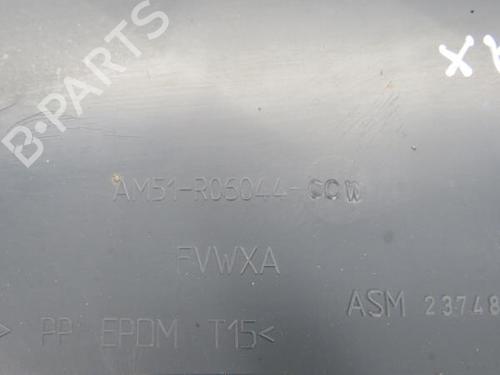 B-PARTS
AM51-R06044-CCW
FVWXA
ASM 23748
> PP EPDM T15<